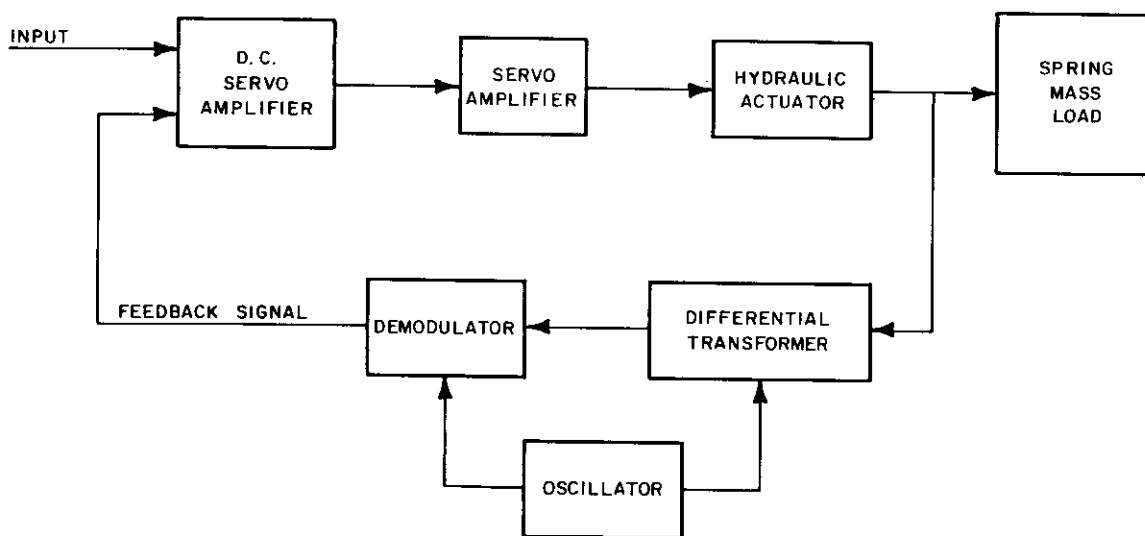 INPUT
D. C.
SERVO
AMPLIFIER
SERVO
AMPLIFIER
HYDRAULIC
ACTUATOR
SPRING
MASS
LOAD
FEEDBACK SIGNAL
DEMODULATOR
DIFFERENTIAL
TRANSFORMER
OSCILLATOR